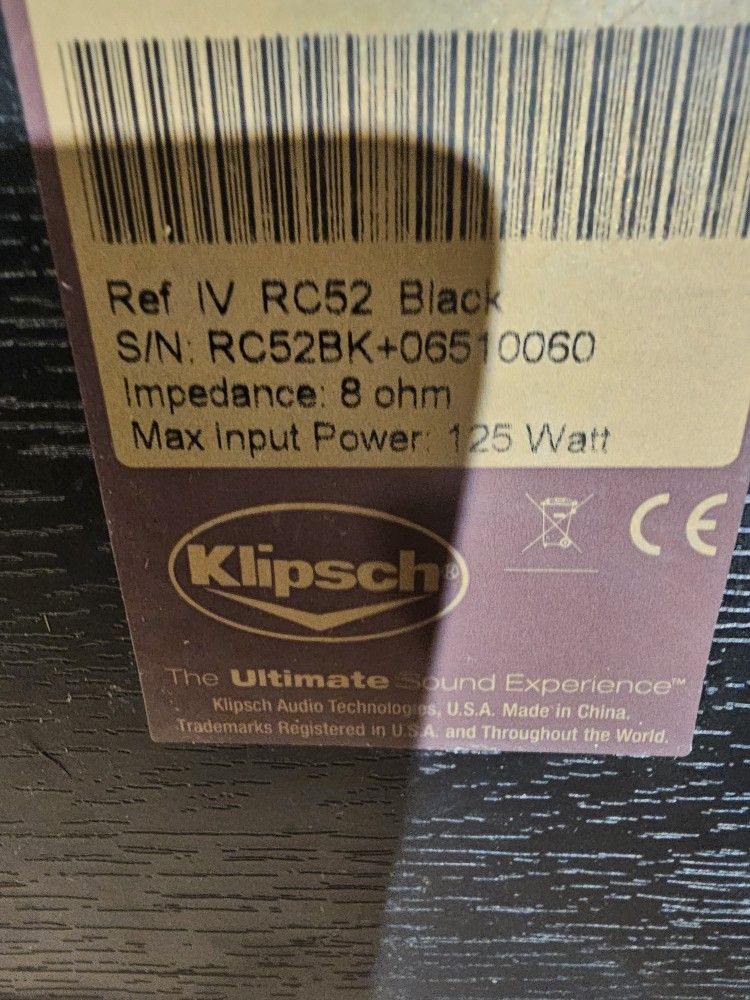 Ref IV RC52 Black
S/N: RC52BK+06510060
Impedance: 8 ohm
Max Input Power: 125 Watt
Klipsch®
CE
The Ultimate Sound Experience™
Klipsch Audio Technologies, U.S.A. Made in China.
Trademarks Registered in U.S.A. and Throughout the World.